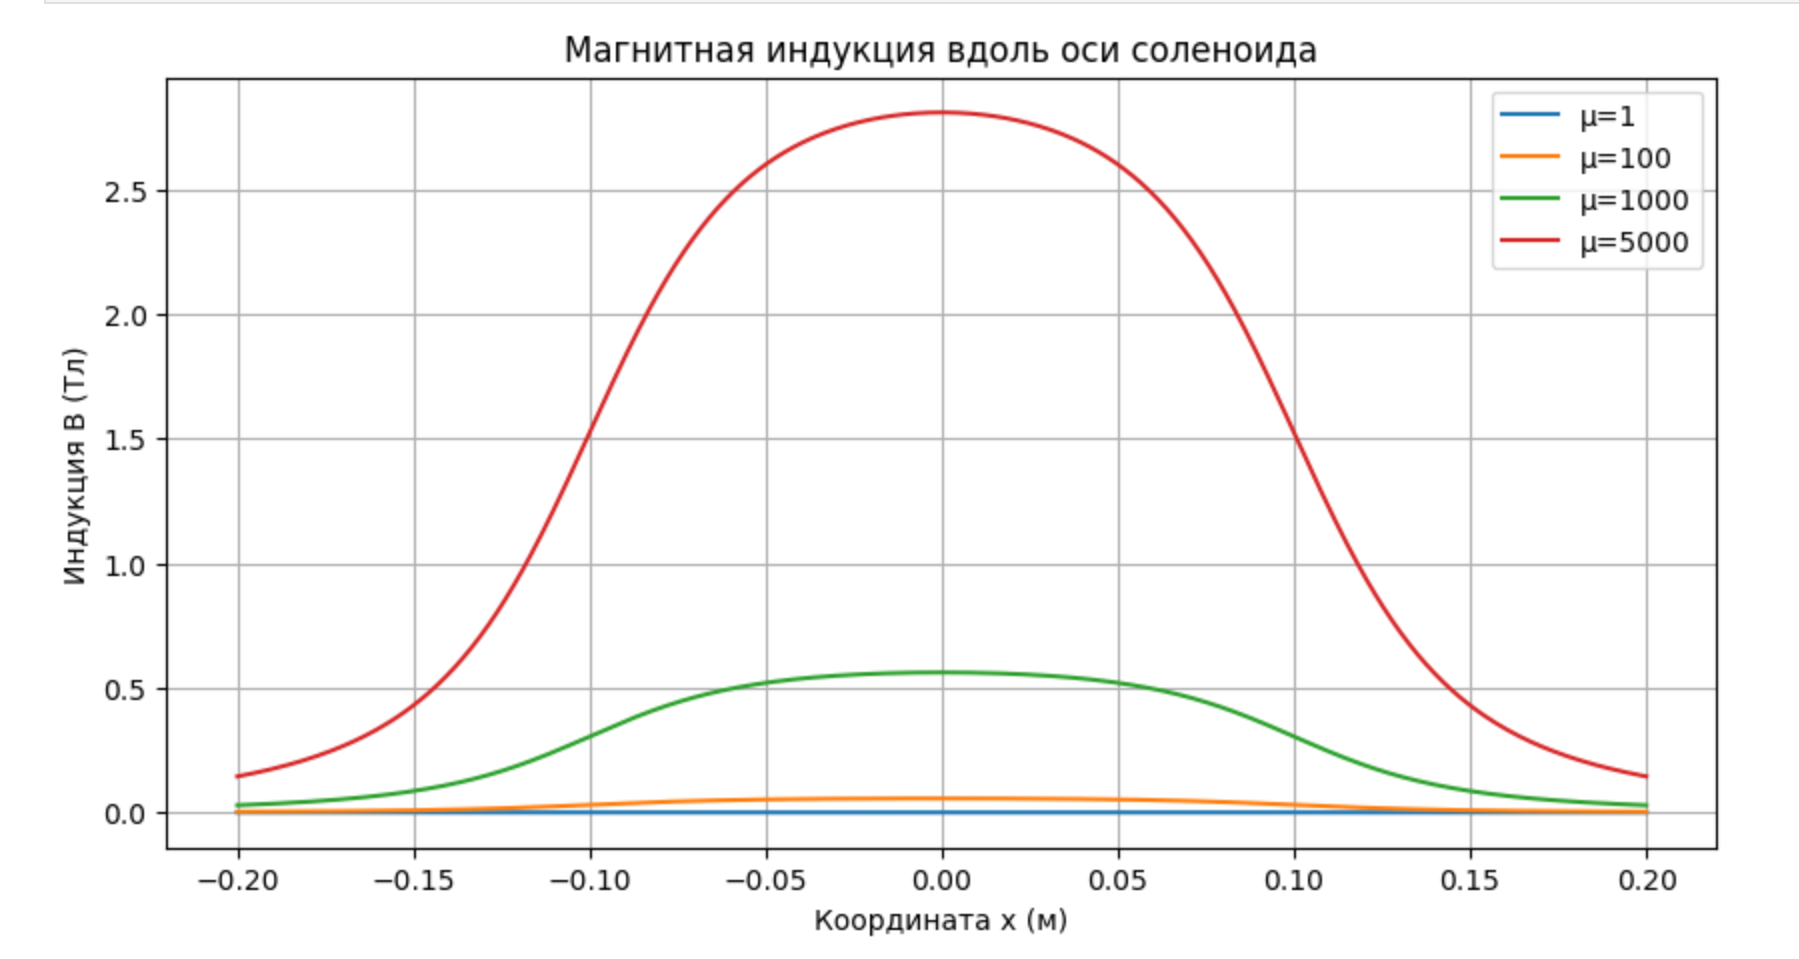 Магнитная индукция вдоль оси соленоида
μ=1
μ=100
μ=1000
μ=5000
Индукция B (Тл)
2.5
2.0
1.5
1.0
0.5
0.0
−0.20 −0.15 −0.10 −0.05 0.00 0.05 0.10 0.15 0.20
Координата x (м)